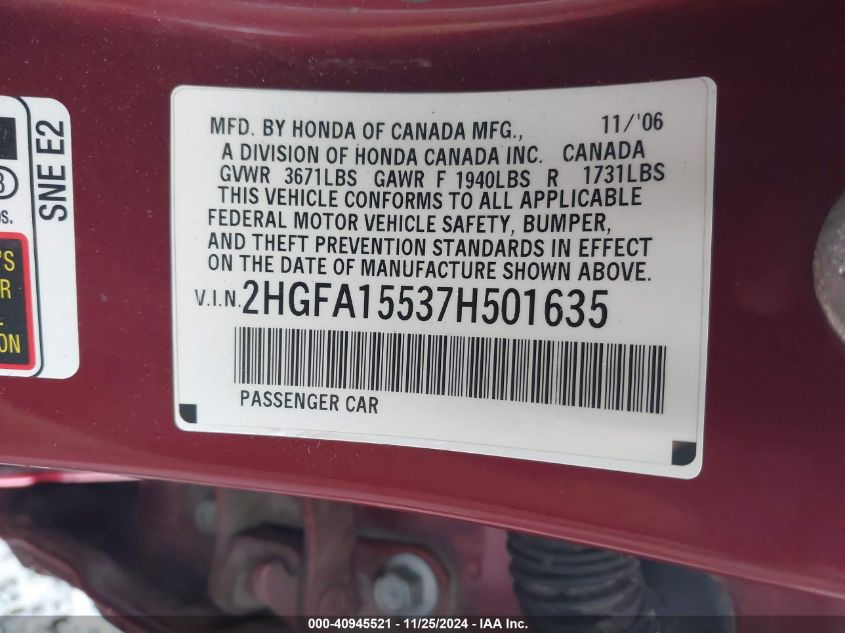 MFD. BY HONDA OF CANADA MFG., 11/'06
A DIVISION OF HONDA CANADA INC. CANADA
GVWR 3671LBS GAWR F 1940LBS R 1731LBS
THIS VEHICLE CONFORMS TO ALL APPLICABLE
FEDERAL MOTOR VEHICLE SAFETY, BUMPER,
AND THEFT PREVENTION STANDARDS IN EFFECT
ON THE DATE OF MANUFACTURE SHOWN ABOVE.
V.I.N. 2HGFA15537H501635
PASSENGER CAR
SNE E2
3
'S
R
ON
000-40945521 - 11/25/2024 - IAA Inc.